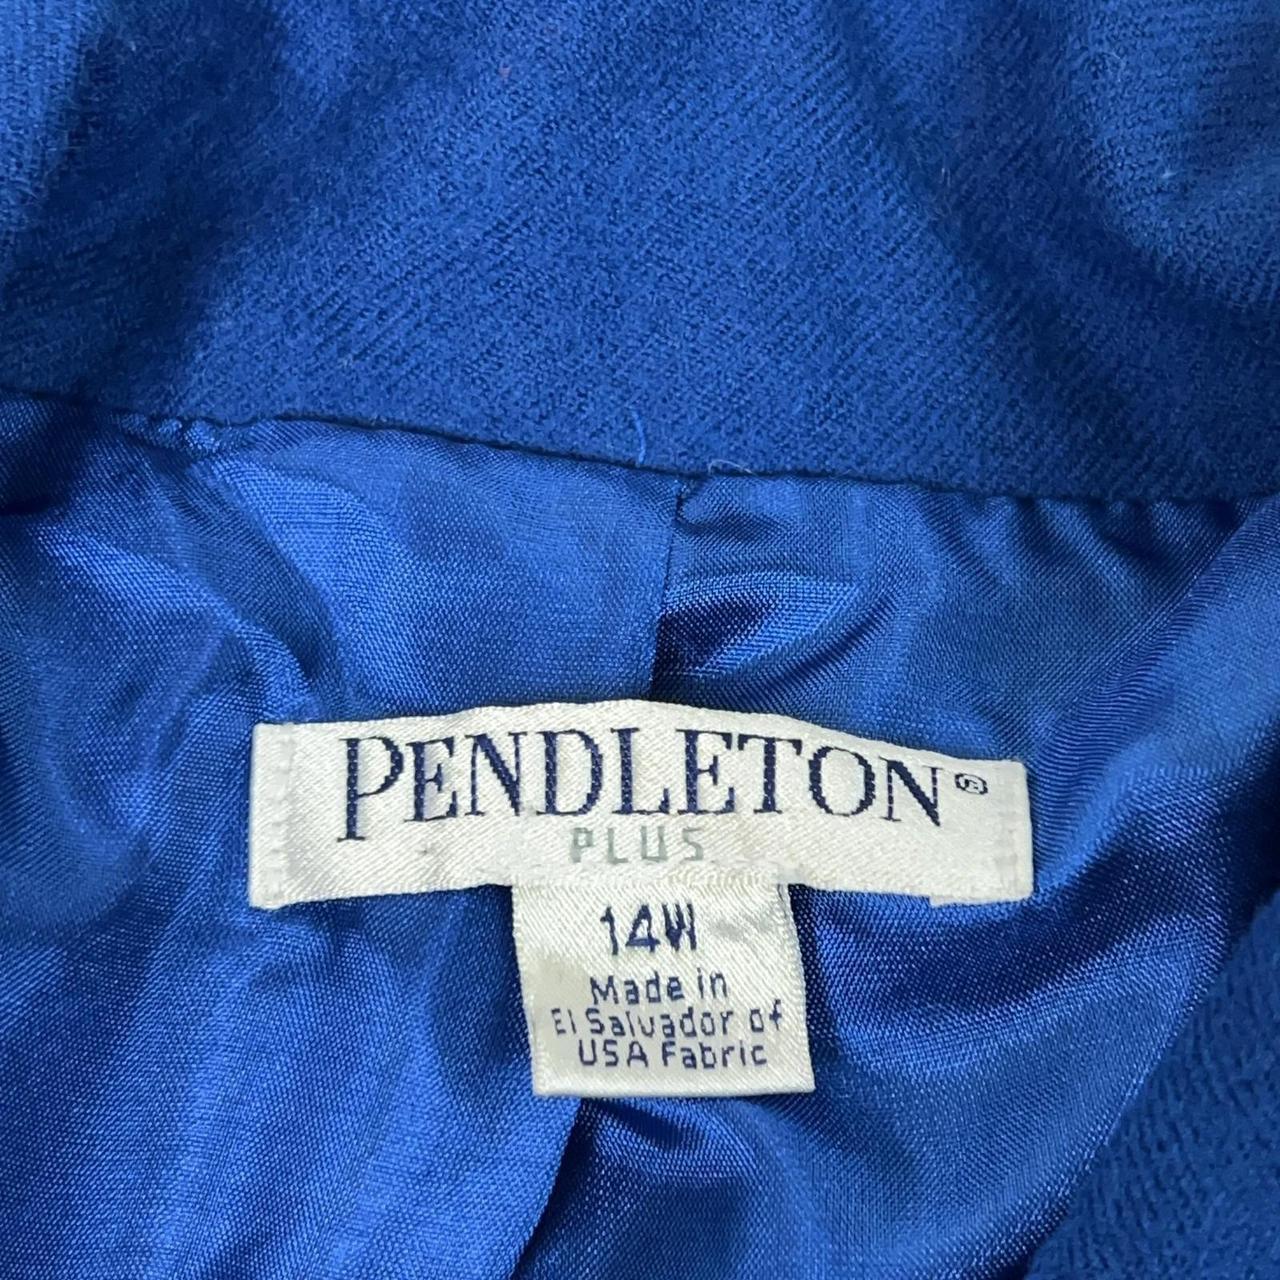 PENDLETON®
PLUS
14W
Made in
El Salvador of
USA Fabric